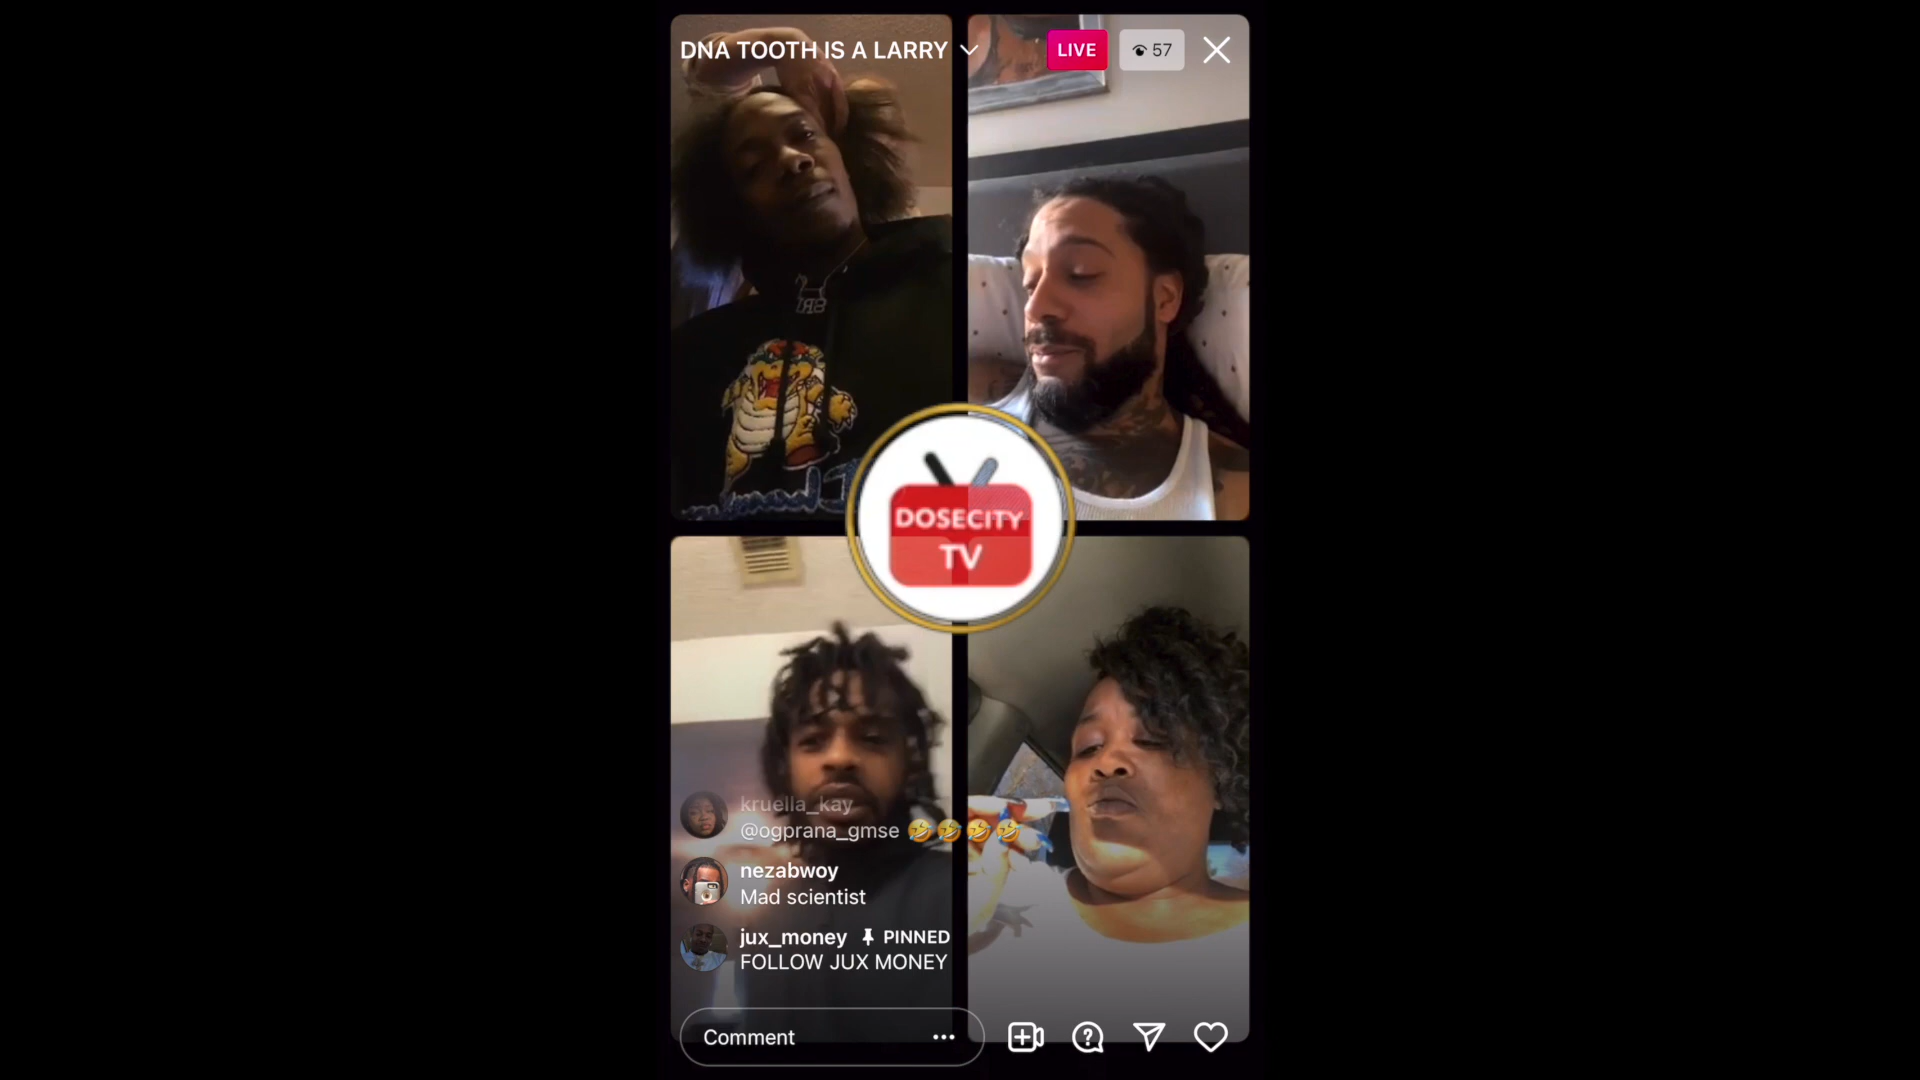 DNA TOOTH IS A LARRY
LIVE
57
DOSECITY
TV
kruella_kay
@ogprana_gmse 🤣🤣🤣🤣
nezabwoy
Mad scientist
jux_money PINNED
FOLLOW JUX MONEY
Comment